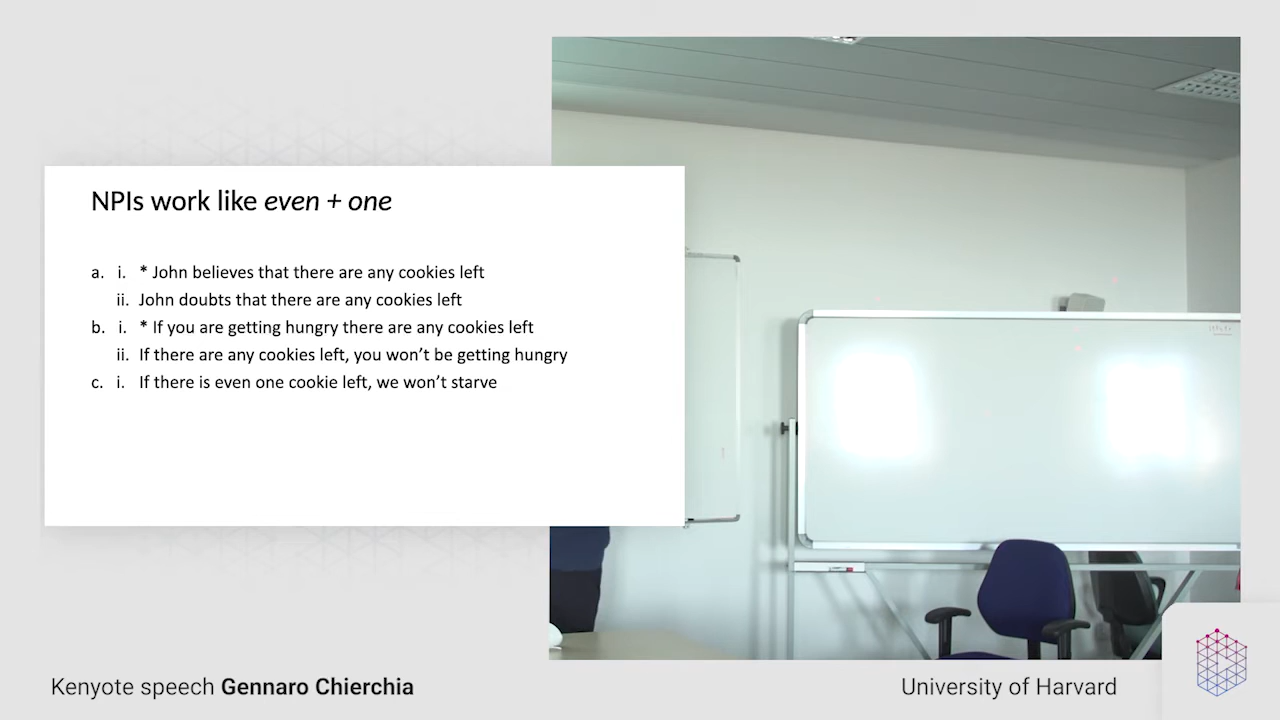 NPIs work like even + one
a. i. * John believes that there are any cookies left
ii. John doubts that there are any cookies left
b. i. * If you are getting hungry there are any cookies left
ii. If there are any cookies left, you won't be getting hungry
c. i. If there is even one cookie left, we won't starve
Kenyote speech Gennaro Chierchia
University of Harvard